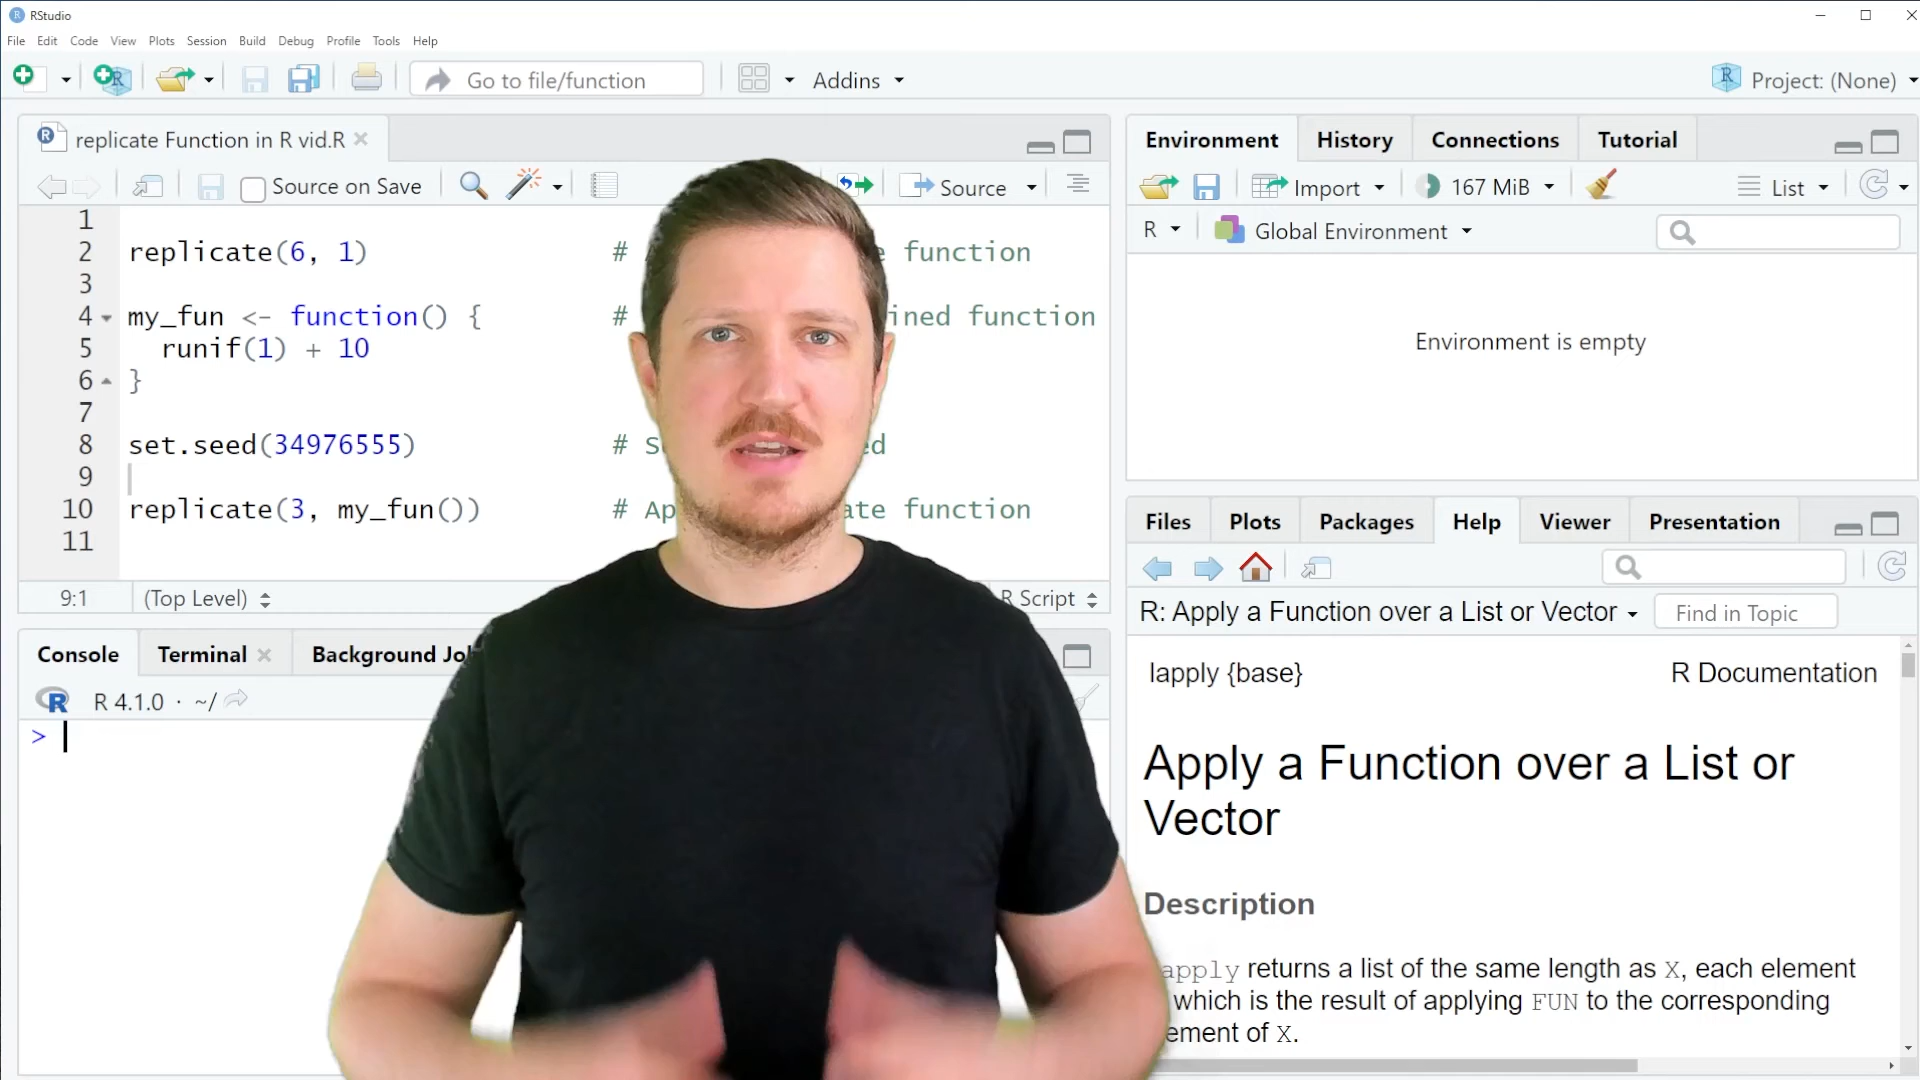 RStudio
File Edit Code View Plots Session Build Debug Profile Tools Help
Go to file/function
Addins
Project: (None)
replicate Function in R vid.R
Source on Save
Source
1
2 replicate(6, 1) # function
3
4 my_fun <- function() { # function
5 runif(1) + 10
6 }
7
8 set.seed(34976555) #
9
10 replicate(3, my_fun()) # function
11
9:1 (Top Level) R Script
Console Terminal Background
R 4.1.0 · ~/
>
Environment History Connections Tutorial
Import 167 MiB List
R Global Environment
Environment is empty
Files Plots Packages Help Viewer Presentation
R: Apply a Function over a List or Vector Find in Topic
lapply {base} R Documentation
Apply a Function over a List or
Vector
Description
returns a list of the same length as X, each element
which is the result of applying FUN to the corresponding
of X.